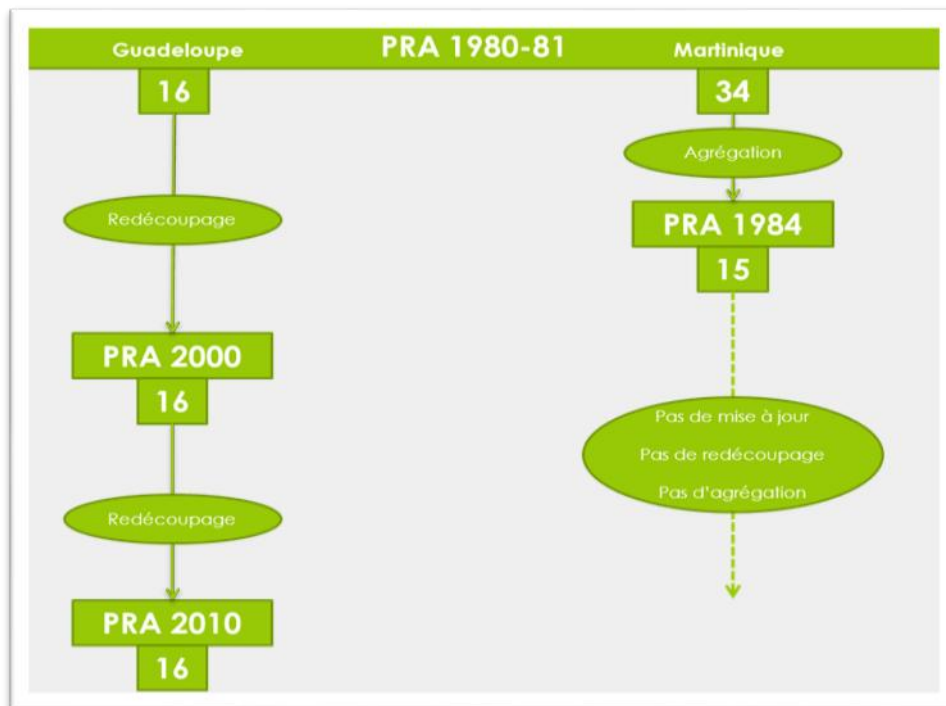 Guadeloupe PRA 1980-81 Martinique
16
34
Agrégation
Redécoupage
PRA 1984
15
PRA 2000
16
Pas de mise à jour
Pas de redécoupage
Pas d'agrégation
Redécoupage
PRA 2010
16